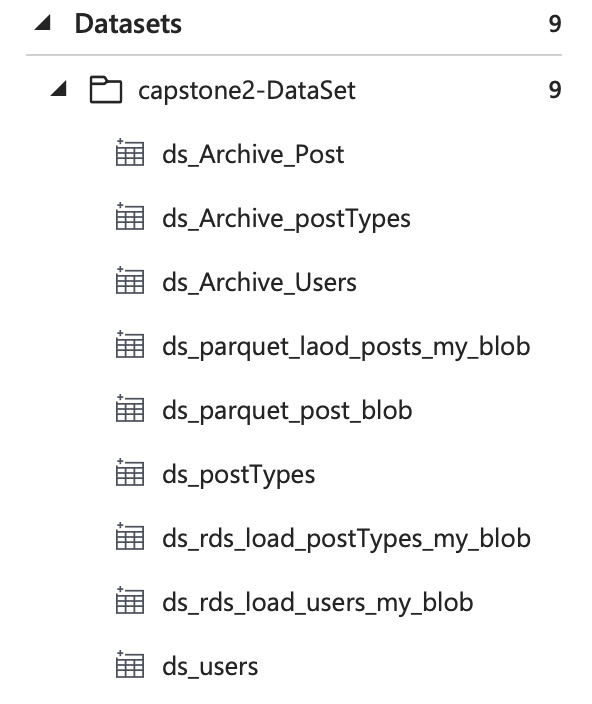 Datasets 9
capstone2-DataSet 9
ds_Archive_Post
ds_Archive_postTypes
ds_Archive_Users
ds_parquet_laod_posts_my_blob
ds_parquet_post_blob
ds_postTypes
ds_rds_load_postTypes_my_blob
ds_rds_load_users_my_blob
ds_users